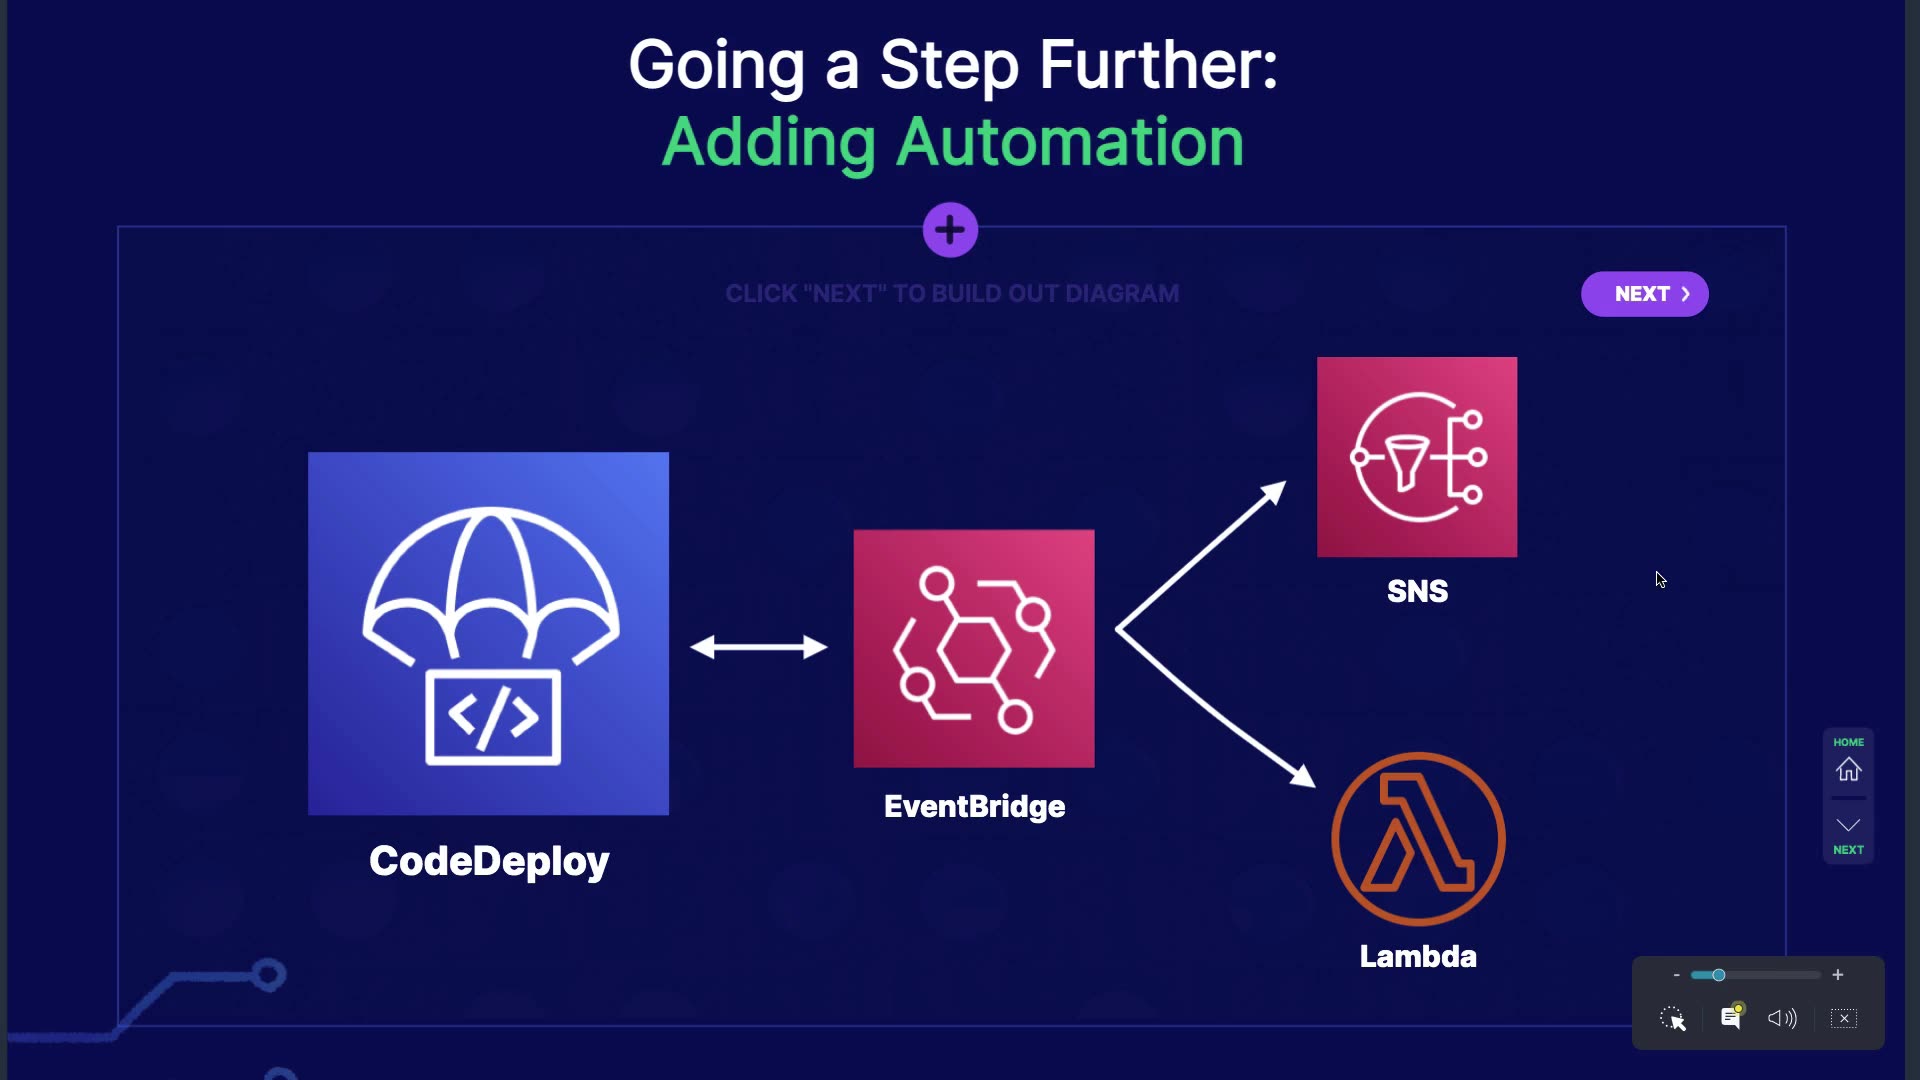 Going a Step Further:
Adding Automation
CLICK "NEXT" TO BUILD OUT DIAGRAM
NEXT
SNS
EventBridge
CodeDeploy
Lambda
HOME
NEXT